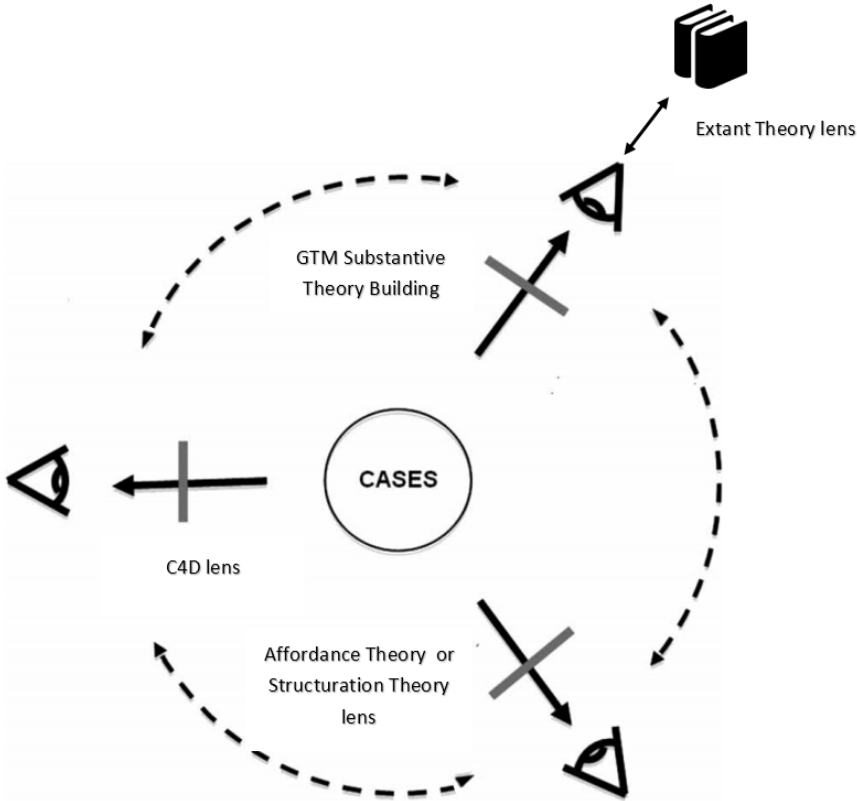 Extant Theory lens
GTM Substantive
Theory Building
CASES
C4D lens
Affordance Theory or
Structuration Theory
lens